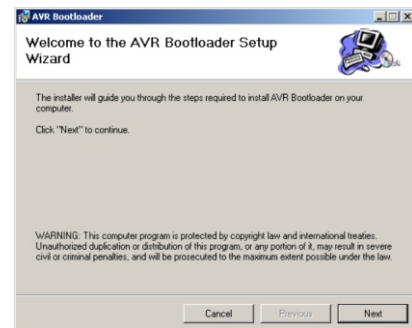 AVR Bootloader
Welcome to the AVR Bootloader Setup
Wizard
The installer will guide you through the steps required to install AVR Bootloader on your
computer.
Click "Next" to continue.
WARNING: This computer program is protected by copyright law and international treaties.
Unauthorized duplication or distribution of this program, or any portion of it, may result in severe
civil or criminal penalties, and will be prosecuted to the maximum extent possible under the law.
Cancel
Previous
Next